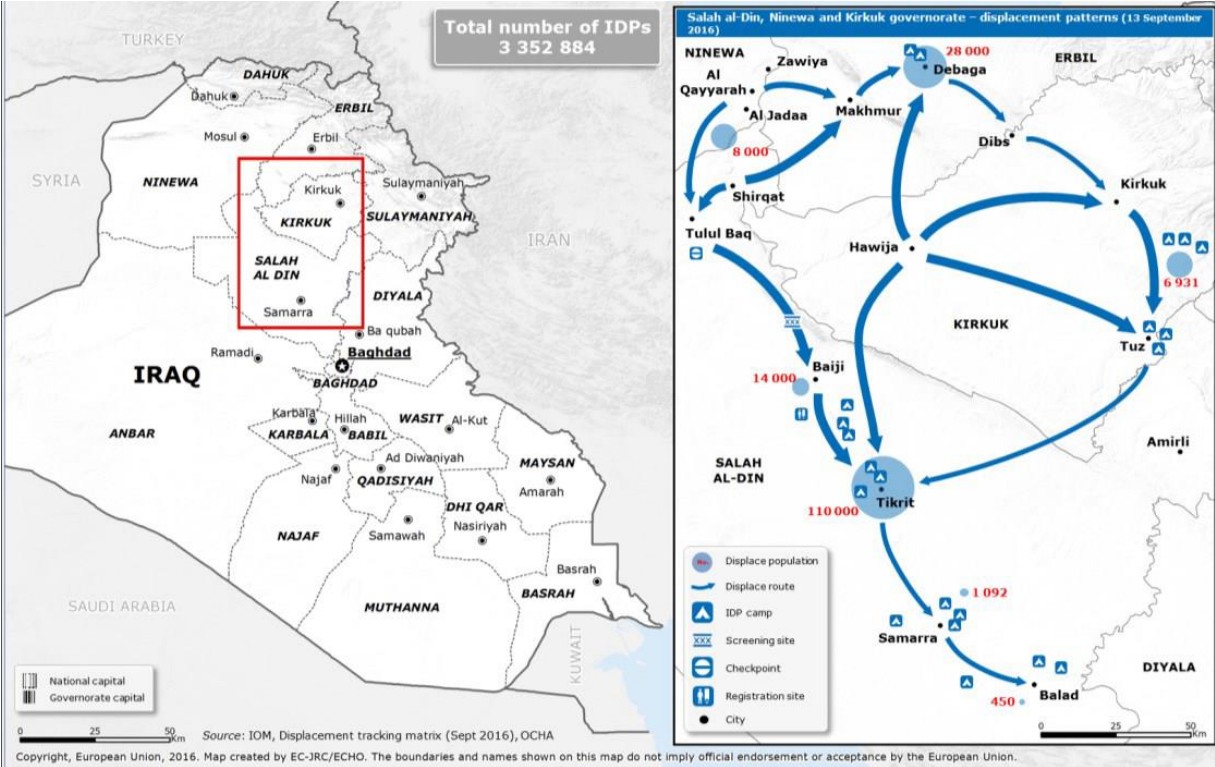 Total number of IDPs
3 352 884
TURKEY
DAHUK
Dahuk
ERBIL
Mosul
Erbil
SYRIA
NINEWA
Kirkuk
Sulaymaniyah
KIRKUK
SULAYMANIYAH
IRAN
SALAH
AL DIN
DIYALA
Samarra
Ba qubah
Ramadi
Baghdad
IRAQ
BAGHDAD
Karbala'
Hillah
WASIT
Al-Kut
ANBAR
KARBALA
BABIL
Ad Diwaniyah
MAYSAN
Najaf
QADISIYAH
Amarah
DHI QAR
NAJAF
Samawah
Nasiriyah
Basrah
BASRAH
SAUDI ARABIA
MUTHANNA
KUWAIT
National capital
Governorate capital
0 25 50 Km
Source: IOM, Displacement tracking matrix (Sept 2016), OCHA
Salah al-Din, Ninewa and Kirkuk governorate – displacement patterns (13 September
2016)
NINEWA
Zawiya
28 000
ERBIL
Al
Qayyarah
Debaga
Al Jadaa
Makhmur
8 000
Dibs
Shirqat
Kirkuk
Tulul Baq
Hawija
6 931
KIRKUK
XXX
Tuz
Baiji
14 000
Amirli
SALAH
AL-DIN
Tikrit
110 000
1 092
Samarra
DIYALA
Balad
450
Displace population
Displace route
IDP camp
XXX Screening site
Checkpoint
Registration site
City
0 25 50 Km
Copyright, European Union, 2016. Map created by EC-JRC/ECHO. The boundaries and names shown on this map do not imply official endorsement or acceptance by the European Union.